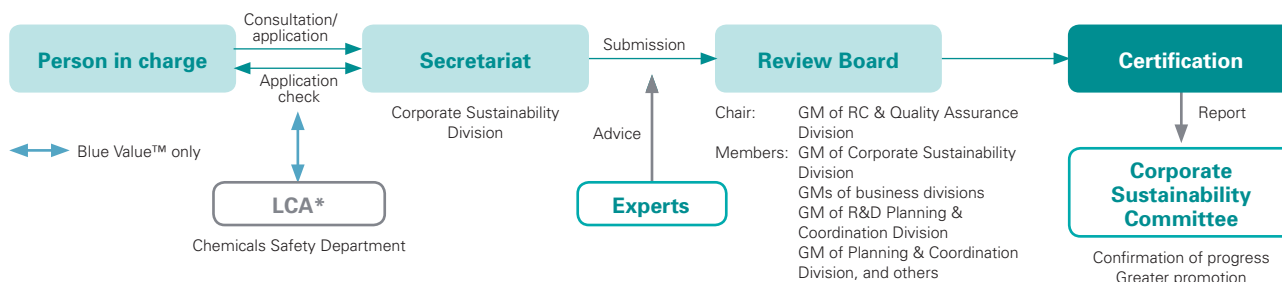 Person in charge
Consultation/
application
Application
check
Secretariat
Corporate Sustainability
Division
Submission
Advice
Experts
Review Board
Chair: GM of RC & Quality Assurance
Division
Members: GM of Corporate Sustainability
Division
GMs of business divisions
GM of R&D Planning &
Coordination Division
GM of Planning & Coordination
Division, and others
Certification
Report
Corporate
Sustainability
Committee
Confirmation of progress
Greater promotion
Blue Value™ only
LCA*
Chemicals Safety Department